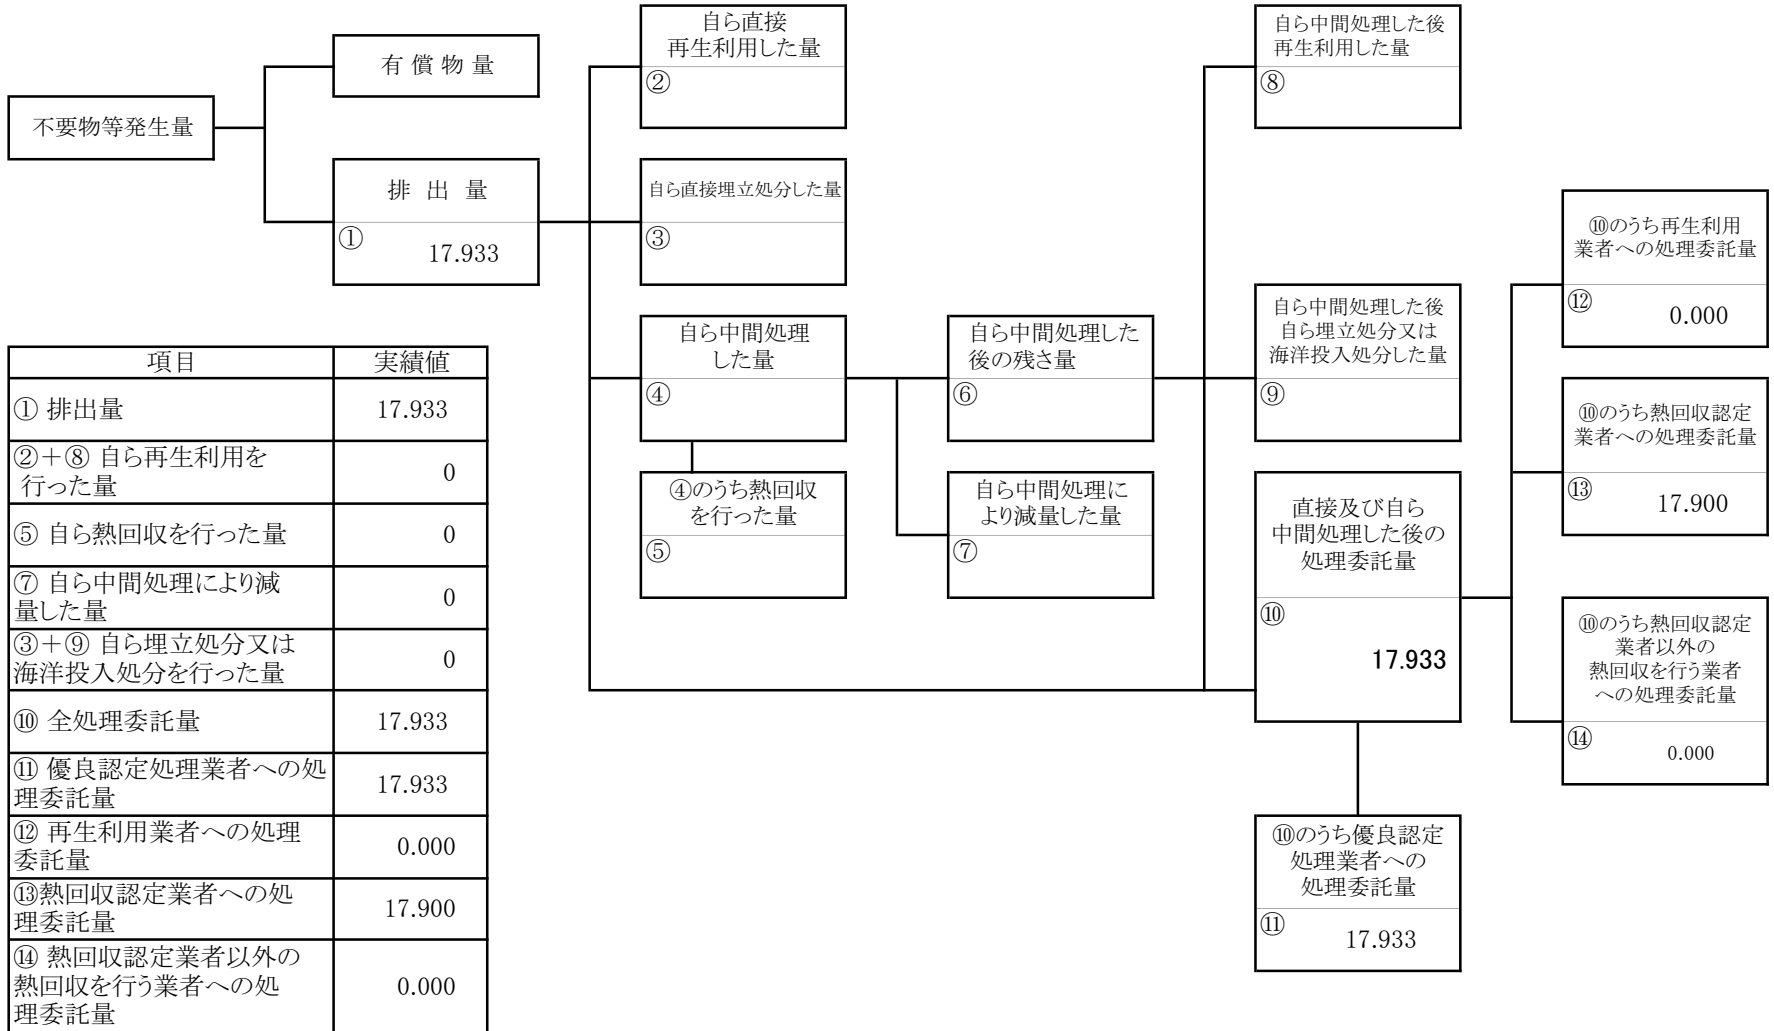 不要物等発生量
有 償 物 量
排 出 量
①
17.933
自ら直接
再生利用した量
②
自ら直接埋立処分した量
③
自ら中間処理
した量
④
④のうち熱回収
を行った量
⑤
自ら中間処理した
後の残さ量
⑥
自ら中間処理に
より減量した量
⑦
自ら中間処理した後
再生利用した量
⑧
自ら中間処理した後
自ら埋立処分又は
海洋投入処分した量
⑨
直接及び自ら
中間処理した後の
処理委託量
⑩
17.933
⑩のうち優良認定
処理業者への
処理委託量
⑪
17.933
⑩のうち再生利用
業者への処理委託量
⑫
0.000
⑩のうち熱回収認定
業者への処理委託量
⑬
17.900
⑩のうち熱回収認定
業者以外の
熱回収を行う業者
への処理委託量
⑭
0.000
項目 実績値
① 排出量 17.933
②＋⑧ 自ら再生利用を
行った量 0
⑤ 自ら熱回収を行った量 0
⑦ 自ら中間処理により減
量した量 0
③＋⑨ 自ら埋立処分又は
海洋投入処分を行った量 0
⑩ 全処理委託量 17.933
⑪ 優良認定処理業者への処
理委託量 17.933
⑫ 再生利用業者への処理
委託量 0.000
⑬熱回収認定業者への処
理委託量 17.900
⑭ 熱回収認定業者以外の
熱回収を行う業者への処
理委託量 0.000